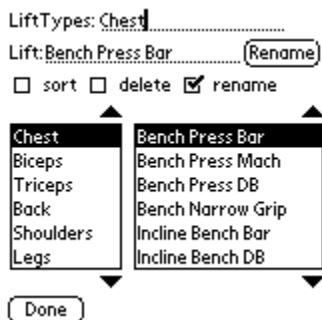 LiftTypes: Chest
Lift: Bench Press Bar Rename
sort delete rename
Chest Bench Press Bar
Biceps Bench Press Mach
Triceps Bench Press DB
Back Bench Narrow Grip
Shoulders Incline Bench Bar
Legs Incline Bench DB
Done